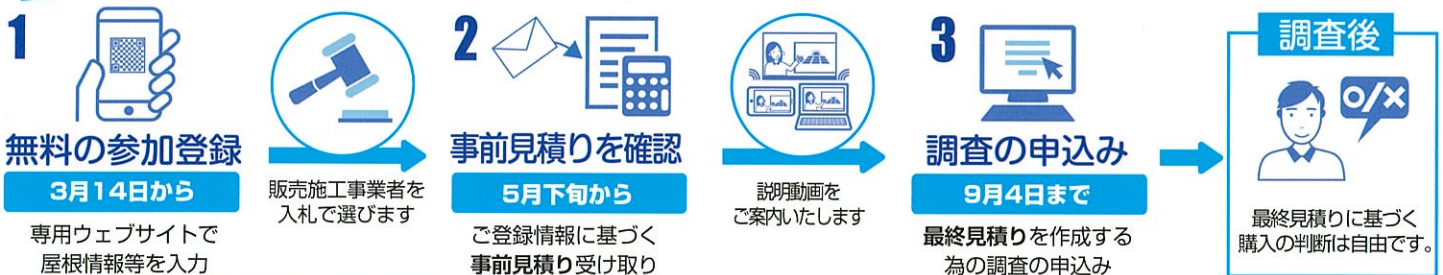 1
無料の参加登録
3月14日から
専用ウェブサイトで
屋根情報等を入力
販売施工事業者を
入札で選びます
2
事前見積りを確認
5月下旬から
ご登録情報に基づく
事前見積り受け取り
説明動画を
ご案内いたします
3
調査の申込み
9月4日まで
最終見積りを作成する
為の調査の申込み
調査後
○/×
最終見積りに基づく
購入の判断は自由です。